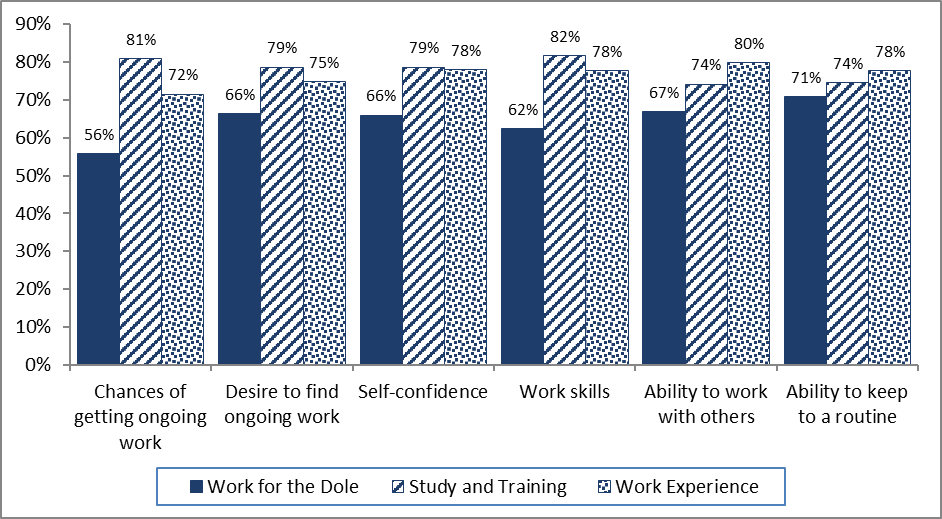 90%
80%
70%
60%
50%
40%
30%
20%
10%
0%
56%
81%
72%
66%
79%
75%
66%
79%
78%
62%
82%
78%
67%
74%
80%
71%
74%
78%
Chances of
getting ongoing
work
Desire to find
ongoing work
Self-confidence
Work skills
Ability to work
with others
Ability to keep
to a routine
Work for the Dole
Study and Training
Work Experience